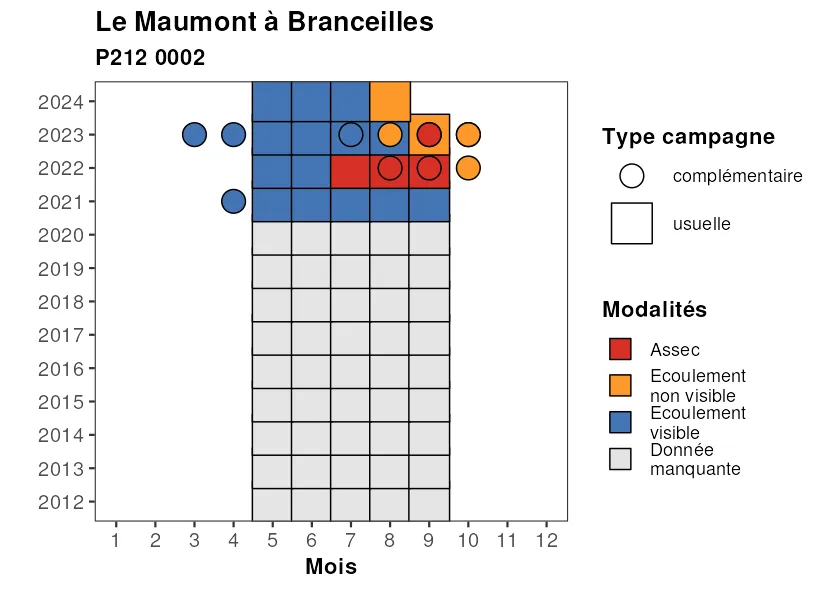 Le Maumont à Branceilles
P212 0002
2024
2023
2022
2021
2020
2019
2018
2017
2016
2015
2014
2013
2012
1 2 3 4 5 6 7 8 9 10 11 12
Mois
Type campagne
complémentaire
usuelle
Modalités
Assec
Ecoulement
non visible
Ecoulement
visible
Donnée
manquante